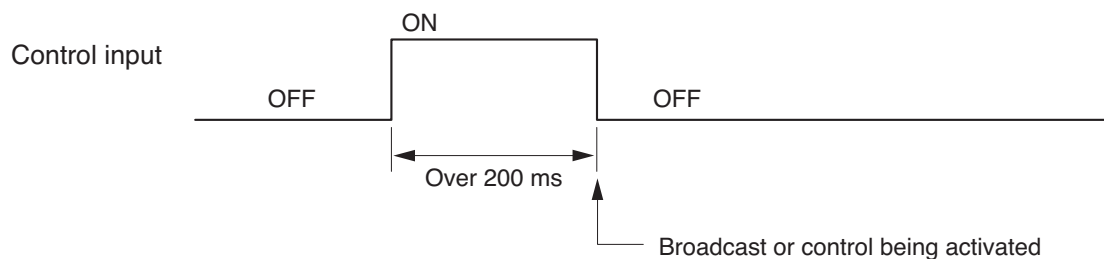 ON
Control input
OFF
OFF
Over 200 ms
Broadcast or control being activated